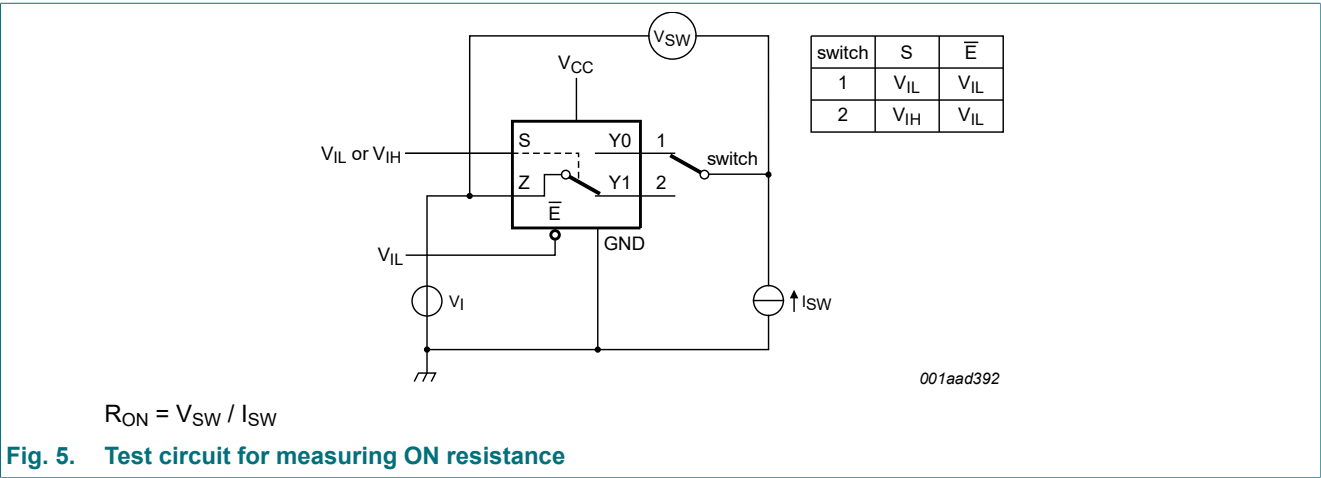 VSW
switch S E̅
1 VIL VIL
2 VIH VIL
VCC
S Y0 1
VIL or VIH
switch
Z Y1 2
E̅
GND
VIL
VI
ISW
001aad392
RON = VSW / ISW
Fig. 5. Test circuit for measuring ON resistance